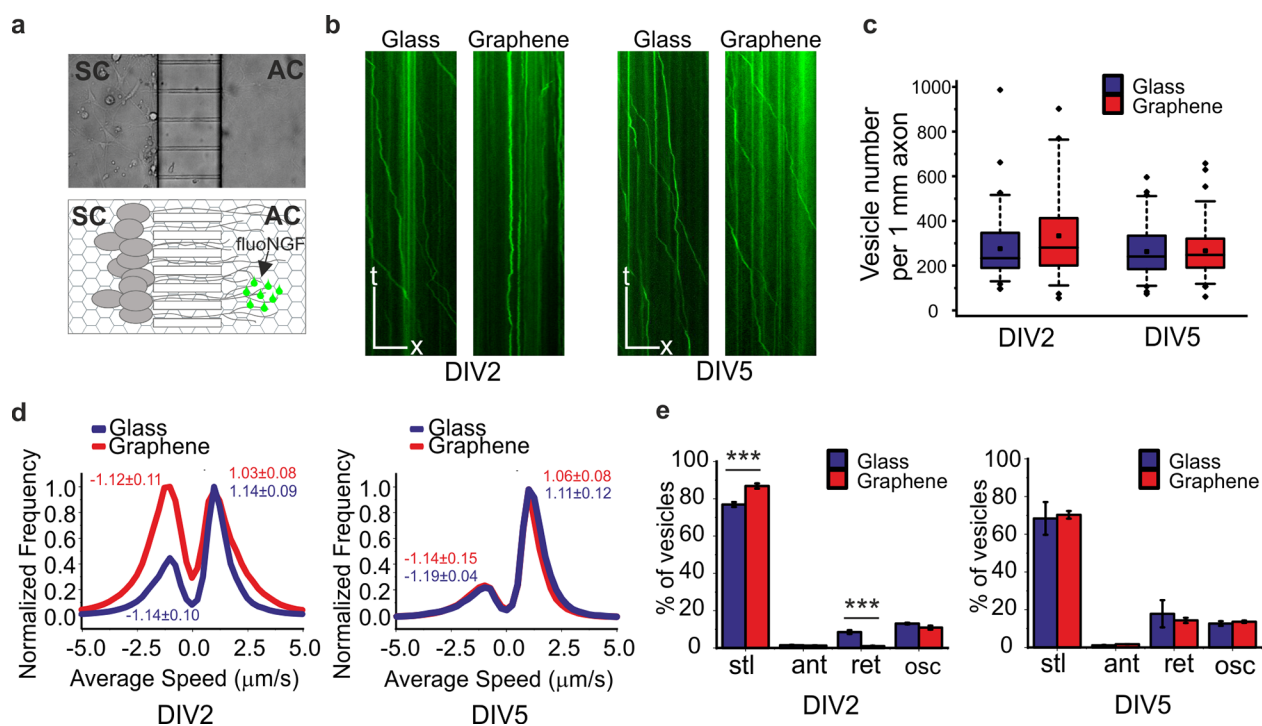 a
SC
AC
SC
AC
fluoNGF
b
Glass
Graphene
Glass
Graphene
t
x
t
x
DIV2
DIV5
c
Glass
Graphene
Vesicle number
per 1 mm axon
1000
800
600
400
200
0
DIV2
DIV5
d
Glass
Graphene
Normalized Frequency
-1.12±0.11
1.03±0.08
1.14±0.09
-1.14±0.10
1.0
0.8
0.6
0.4
0.2
0.0
-5.0
-2.5
0.0
2.5
5.0
Average Speed (μm/s)
DIV2
Glass
Graphene
Normalized Frequency
1.06±0.08
1.11±0.12
-1.14±0.15
-1.19±0.04
1.0
0.8
0.6
0.4
0.2
0.0
-5.0
-2.5
0.0
2.5
5.0
Average Speed (μm/s)
DIV5
e
% of vesicles
100
80
60
40
20
0
***
***
Glass
Graphene
stl
ant
ret
osc
DIV2
% of vesicles
100
80
60
40
20
0
Glass
Graphene
stl
ant
ret
osc
DIV5